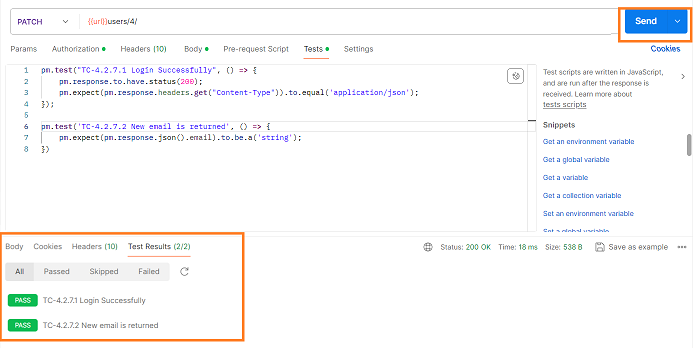 PATCH {{url}}users/4/ Send
Params Authorization Headers (10) Body Pre-request Script Tests Settings Cookies
1 pm.test("TC-4.2.7.1 Login Successfully", () => {
2 pm.response.to.have.status(200);
3 pm.expect(pm.response.headers.get("Content-Type")).to.equal('application/json');
4 });
5
6 pm.test('TC-4.2.7.2 New email is returned', () => {
7 pm.expect(pm.response.json().email).to.be.a('string');
8 })
Test scripts are written in JavaScript,
and are run after the response is
received. Learn more about
tests scripts
Snippets
Get an environment variable
Get a global variable
Get a variable
Get a collection variable
Set an environment variable
Set a global variable
Body Cookies Headers (10) Test Results (2/2) Status: 200 OK Time: 18 ms Size: 538 B Save as example
All Passed Skipped Failed
PASS TC-4.2.7.1 Login Successfully
PASS TC-4.2.7.2 New email is returned